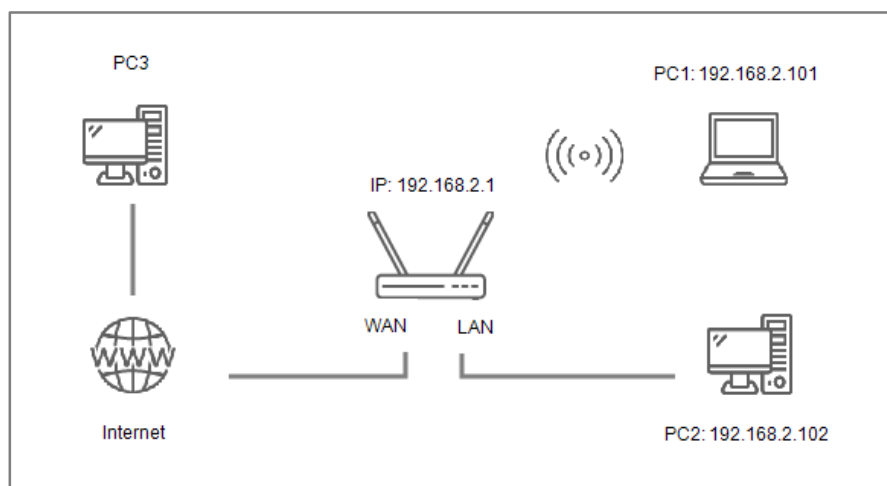 PC3
PC1: 192.168.2.101
IP: 192.168.2.1
WAN
LAN
WWW
Internet
PC2: 192.168.2.102